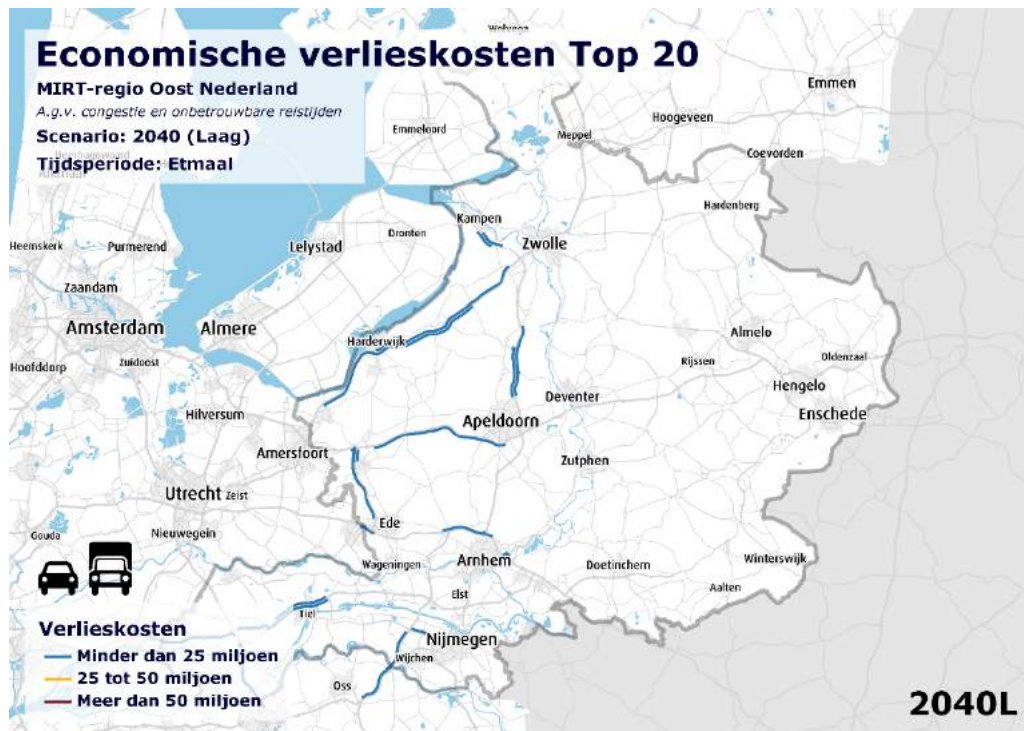 Wolvega
Economische verlieskosten Top 20
MIRT-regio Oost Nederland
A.g.v. congestie en onbetrouwbare reistijden
Scenario: 2040 (Laag)
Tijdsperiode: Etmaal
Emmen
Hoogeveen
Emmeloord
Meppel
Coevorden
Hardenberg
Kampen
Dronten
Zwolle
Heemskerk
Purmerend
Lelystad
Zaandam
Amsterdam
Almere
Harderwijk
Almelo
Zuidoost
Rijssen
Oldenzaal
Hoofddorp
Hengelo
Deventer
Enschede
Hilversum
Apeldoorn
Amersfoort
Zutphen
Utrecht
Zeist
Ede
Gouda
Nieuwegein
Wageningen
Arnhem
Doetinchem
Winterswijk
Aalten
Elst
Tiel
Verlieskosten
Nijmegen
Minder dan 25 miljoen
Wijchen
25 tot 50 miljoen
Oss
Meer dan 50 miljoen
2040L